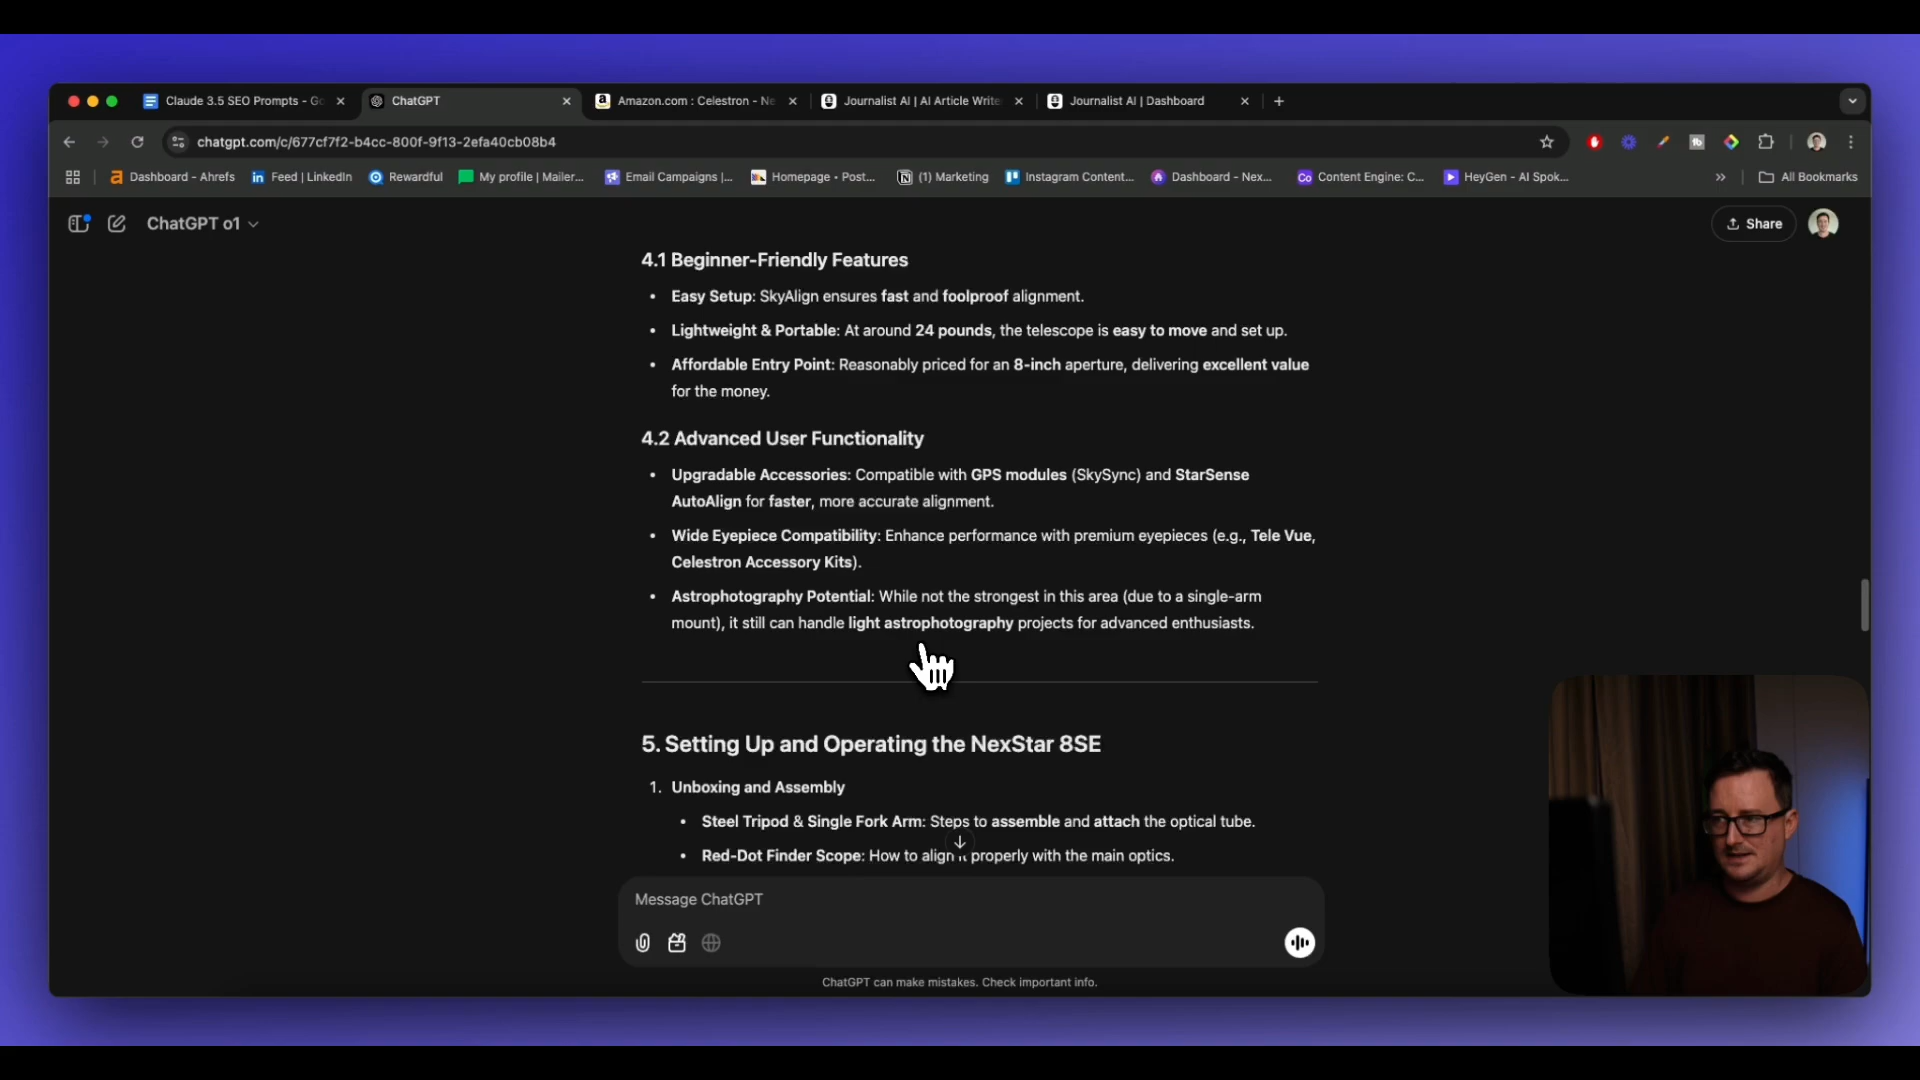 Claude 3.5 SEO Prompts - Go
ChatGPT
Amazon.com : Celestron - Ne
Journalist AI | AI Article Write
Journalist AI | Dashboard
chatgpt.com/c/677cf7f2-b4cc-800f-9f13-2efa40cb08b4
Dashboard - Ahrefs
Feed | LinkedIn
Rewardful
My profile | Mailer...
Email Campaigns |...
Homepage • Post...
(1) Marketing
Instagram Content...
Dashboard - Nex...
Content Engine: C...
HeyGen - AI Spok...
All Bookmarks
ChatGPT o1
Share
4.1 Beginner-Friendly Features
• Easy Setup: SkyAlign ensures fast and foolproof alignment.
• Lightweight & Portable: At around 24 pounds, the telescope is easy to move and set up.
• Affordable Entry Point: Reasonably priced for an 8-inch aperture, delivering excellent value
for the money.
4.2 Advanced User Functionality
• Upgradable Accessories: Compatible with GPS modules (SkySync) and StarSense
AutoAlign for faster, more accurate alignment.
• Wide Eyepiece Compatibility: Enhance performance with premium eyepieces (e.g., Tele Vue,
Celestron Accessory Kits).
• Astrophotography Potential: While not the strongest in this area (due to a single-arm
mount), it still can handle light astrophotography projects for advanced enthusiasts.
5. Setting Up and Operating the NexStar 8SE
1. Unboxing and Assembly
• Steel Tripod & Single Fork Arm: Steps to assemble and attach the optical tube.
• Red-Dot Finder Scope: How to align it properly with the main optics.
Message ChatGPT
ChatGPT can make mistakes. Check important info.